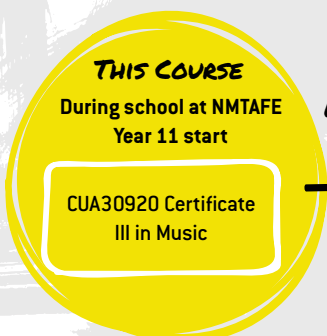 THIS COURSE
During school at NMTAFE
Year 11 start
CUA30920 Certificate
III in Music